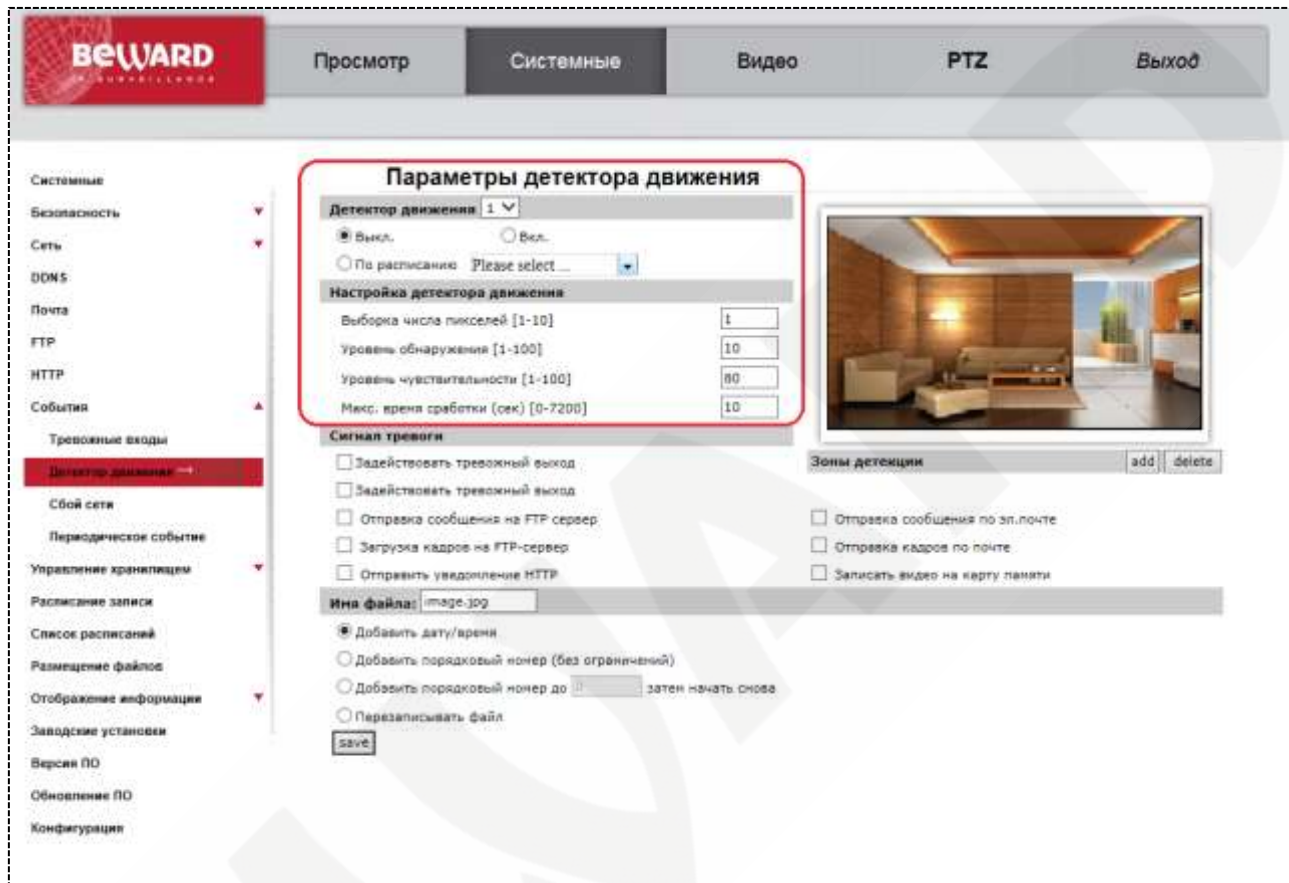 BEWARD
Просмотр
Системные
Видео
PTZ
Выход
Системные
Безопасность
Сеть
DDNS
Почта
FTP
HTTP
События
Тревожные входы
Детектор движения
Сбой сети
Периодическое событие
Управление хранилищем
Расписание записи
Список расписаний
Размещение файлов
Отображение информации
Заводские установки
Версия ПО
Обновление ПО
Конфигурация
Параметры детектора движения
Детектор движения 1
Выкл. Вкл.
По расписанию Please select ...
Настройка детектора движения
Выборка числа пикселей [1-10] 1
Уровень обнаружения [1-100] 10
Уровень чувствительности [1-100] 80
Макс. время сработки (сек) [0-7200] 10
Сигнал тревоги
Задействовать тревожный выход
Задействовать тревожный выход
Отправка сообщения на FTP сервер
Загрузка кадров на FTP-сервер
Отправить уведомление HTTP
Зоны детекции add delete
Отправка сообщения по эл.почте
Отправка кадров по почте
Записать видео на карту памяти
Имя файла: image.jpg
Добавить дату/время
Добавить порядковый номер (без ограничений)
Добавить порядковый номер до 0 затем начать снова
Перезаписывать файл
save